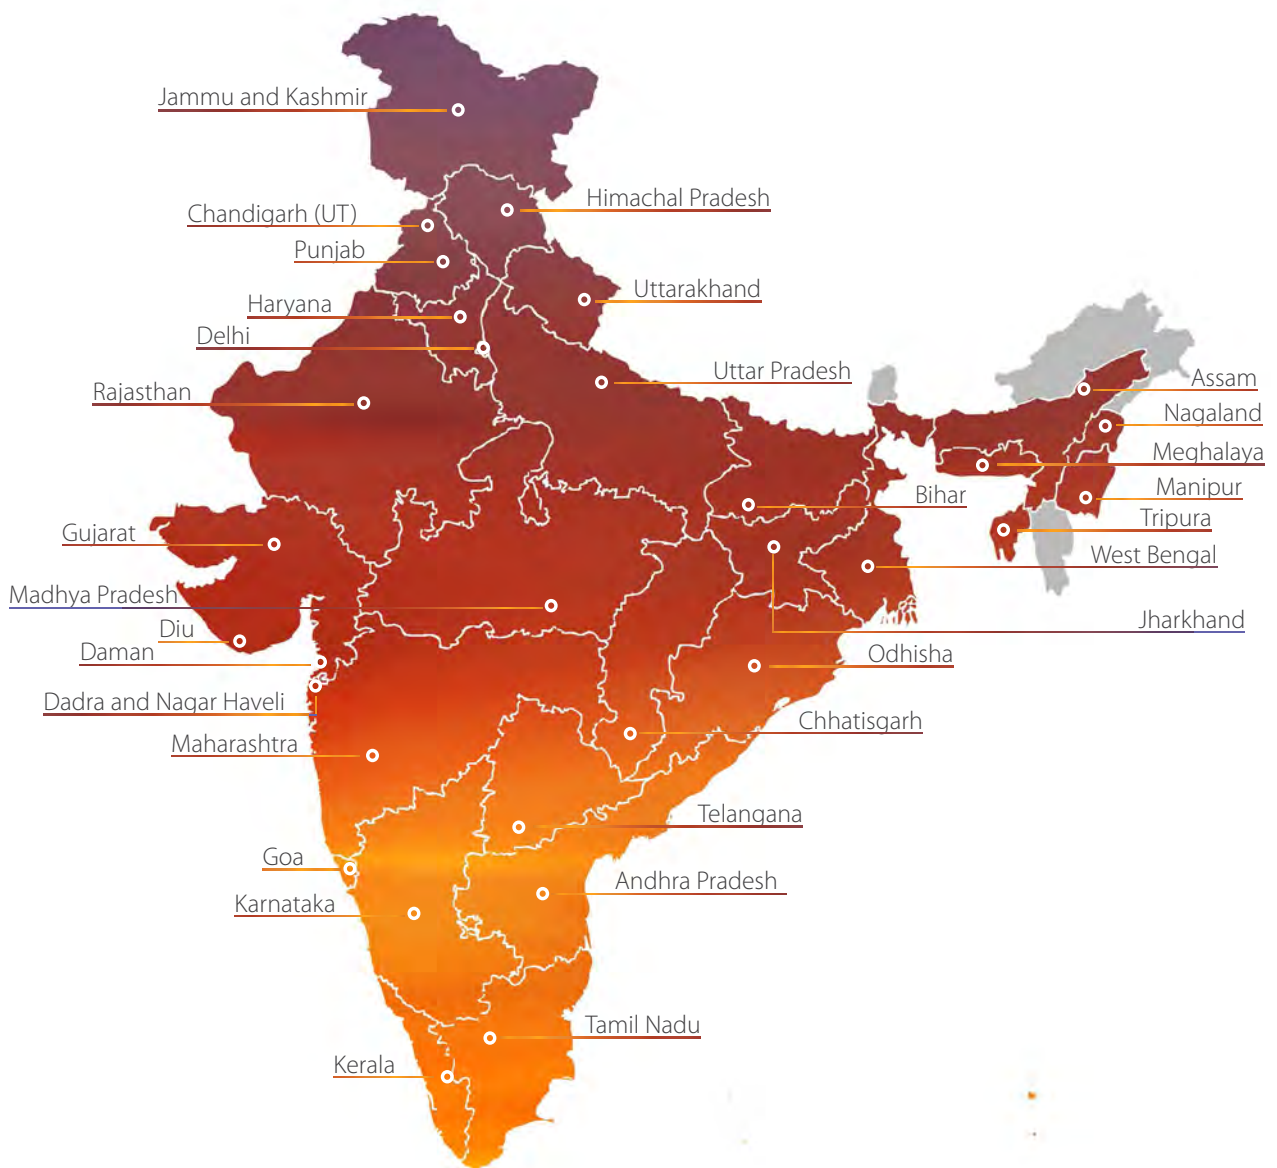 Jammu and Kashmir
Himachal Pradesh
Chandigarh (UT)
Punjab
Uttarakhand
Haryana
Delhi
Uttar Pradesh
Assam
Rajasthan
Nagaland
Meghalaya
Manipur
Bihar
Tripura
Gujarat
West Bengal
Madhya Pradesh
Jharkhand
Diu
Daman
Odhisha
Dadra and Nagar Haveli
Chhatisgarh
Maharashtra
Telangana
Goa
Andhra Pradesh
Karnataka
Tamil Nadu
Kerala